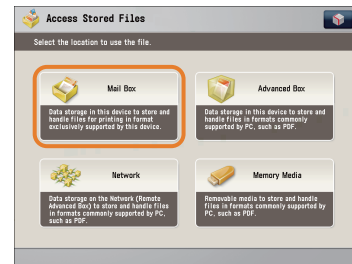 Access Stored Files
Select the location to use the file.
Mail Box
Data storage in this device to store and
handle files for printing in format
exclusively supported by this device.
Advanced Box
Data storage in this device to store and
handle files in formats commonly
supported by PC, such as PDF.
Network
Data storage on the Network (Remote
Advanced Box) to store and handle files
in formats commonly supported by PC,
such as PDF.
Memory Media
Removable media to store and handle
files in formats commonly supported by
PC, such as PDF.